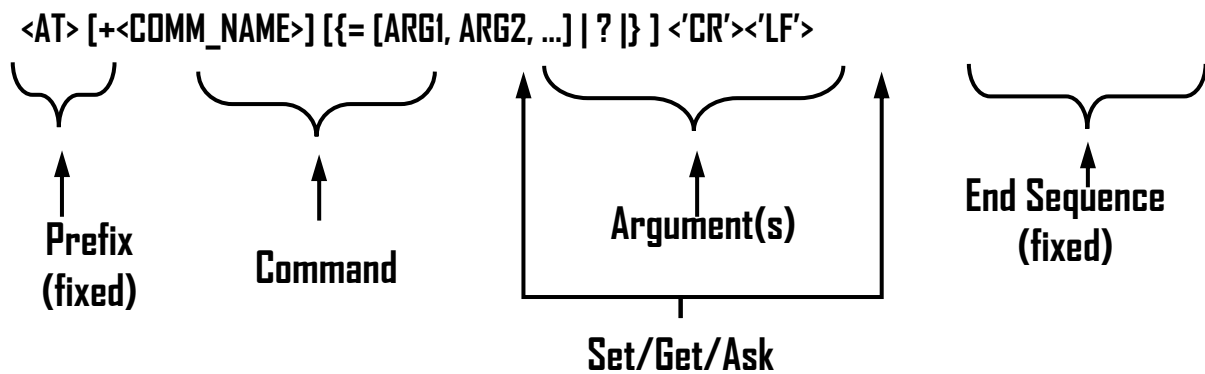 <AT> [+<COMM_NAME>] [{= [ARG1, ARG2, ...] | ? |} ] <'CR'><'LF'>
Prefix
(fixed)
Command
Argument(s)
End Sequence
(fixed)
Set/Get/Ask